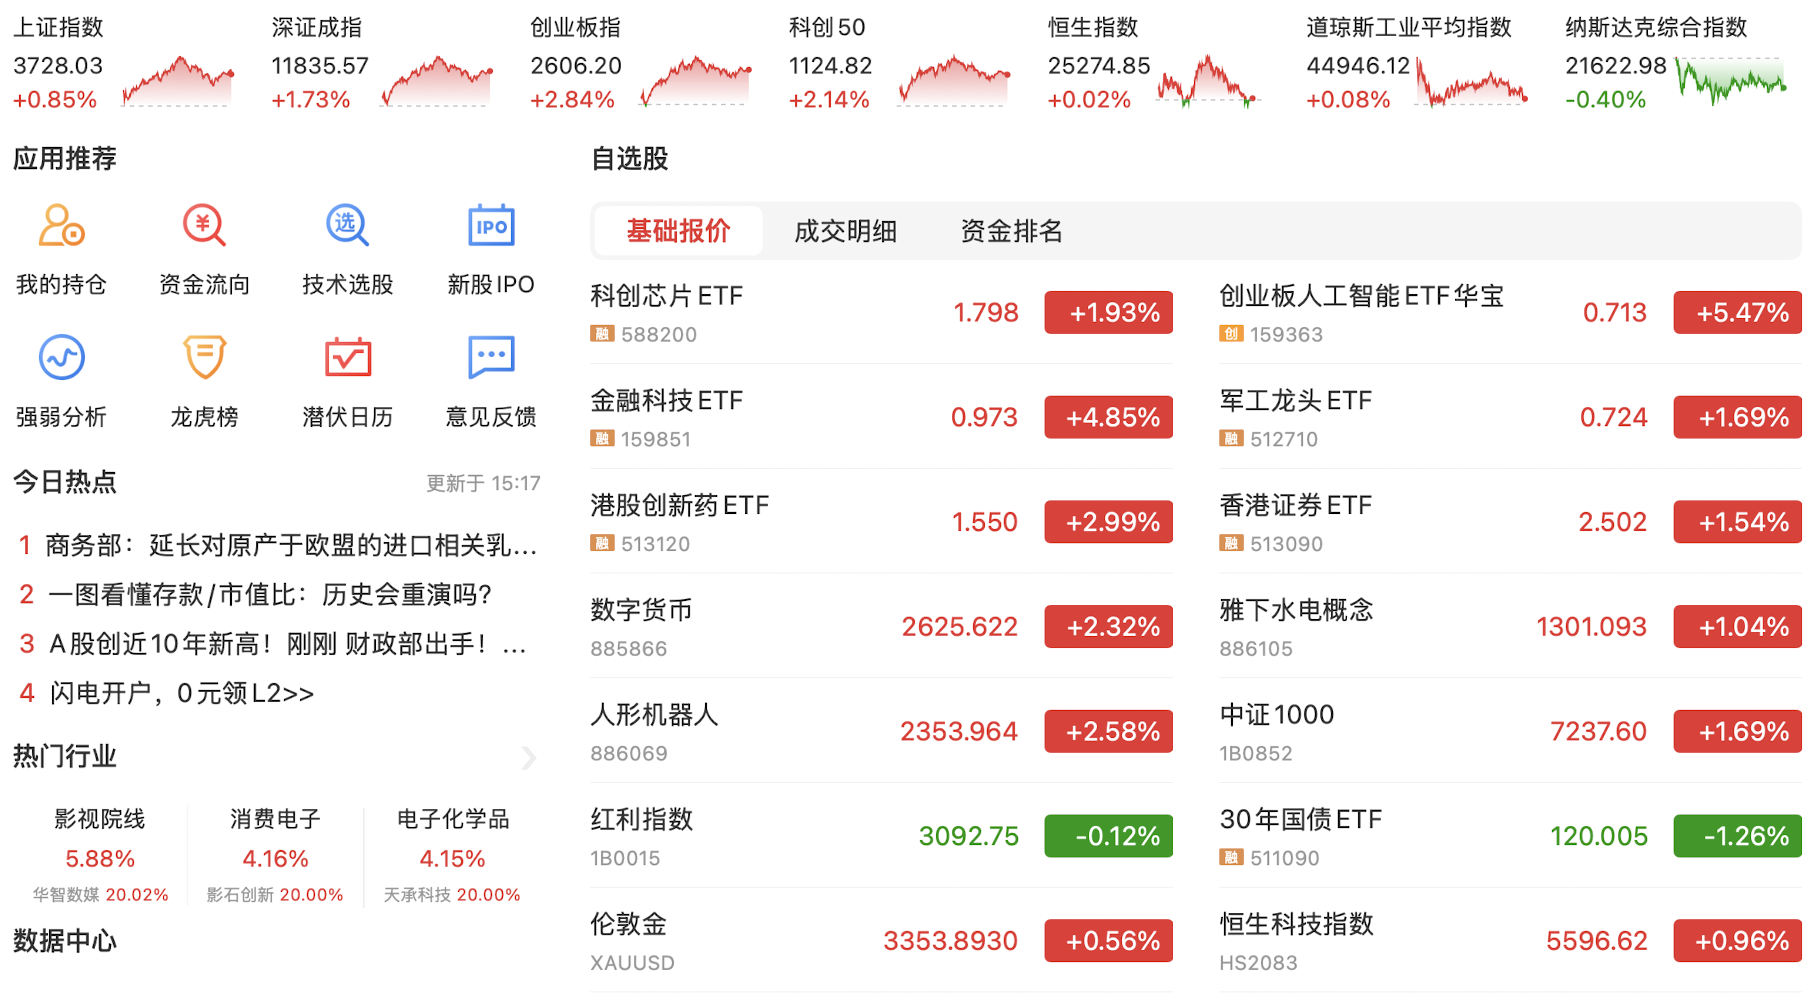 上证指数
3728.03
+0.85%
深证成指
11835.57
+1.73%
创业板指
2606.20
+2.84%
科创50
1124.82
+2.14%
恒生指数
25274.85
+0.02%
道琼斯工业平均指数
44946.12
+0.08%
纳斯达克综合指数
21622.98
-0.40%
应用推荐
我的持仓
¥
资金流向
选
技术选股
IPO
新股IPO
强弱分析
龙虎榜
潜伏日历
意见反馈
今日热点
更新于 15:17
1 商务部：延长对原产于欧盟的进口相关乳...
2 一图看懂存款/市值比：历史会重演吗?
3 A股创近10年新高！刚刚 财政部出手！...
4 闪电开户，0元领L2>>
热门行业
影视院线
5.88%
华智数媒 20.02%
消费电子
4.16%
影石创新 20.00%
电子化学品
4.15%
天承科技 20.00%
数据中心
自选股
基础报价 成交明细 资金排名
科创芯片ETF
融 588200
1.798 +1.93%
创业板人工智能ETF华宝
创 159363
0.713 +5.47%
金融科技ETF
融 159851
0.973 +4.85%
军工龙头ETF
融 512710
0.724 +1.69%
港股创新药ETF
融 513120
1.550 +2.99%
香港证券ETF
融 513090
2.502 +1.54%
数字货币
885866
2625.622 +2.32%
雅下水电概念
886105
1301.093 +1.04%
人形机器人
886069
2353.964 +2.58%
中证1000
1B0852
7237.60 +1.69%
红利指数
1B0015
3092.75 -0.12%
30年国债ETF
融 511090
120.005 -1.26%
伦敦金
XAUUSD
3353.8930 +0.56%
恒生科技指数
HS2083
5596.62 +0.96%